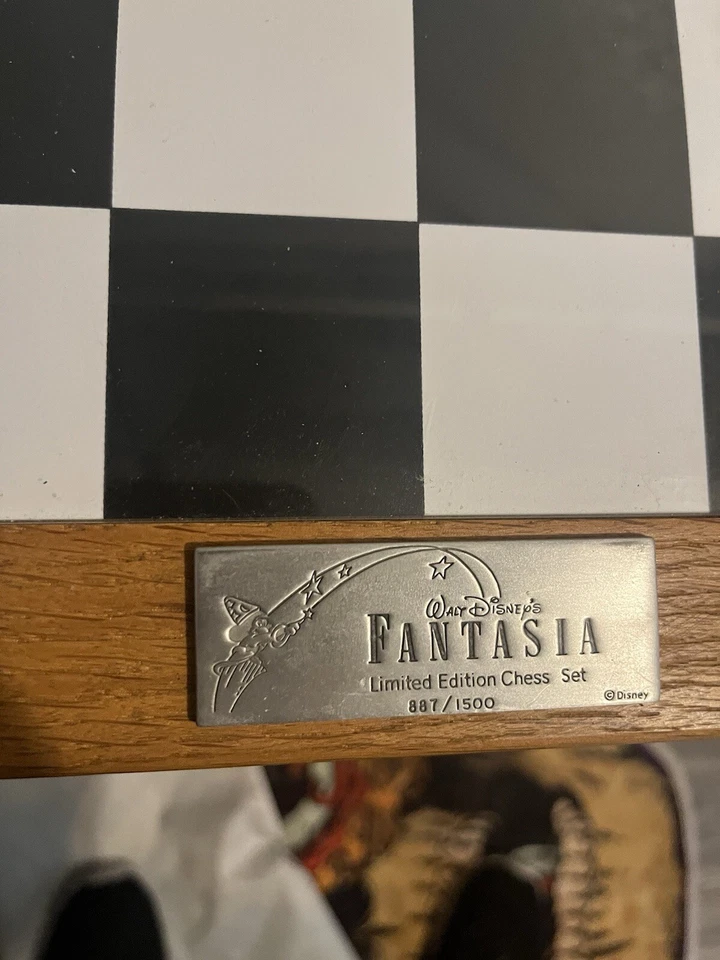 Walt Disney's
FANTASIA
Limited Edition Chess Set
887/1500
©Disney